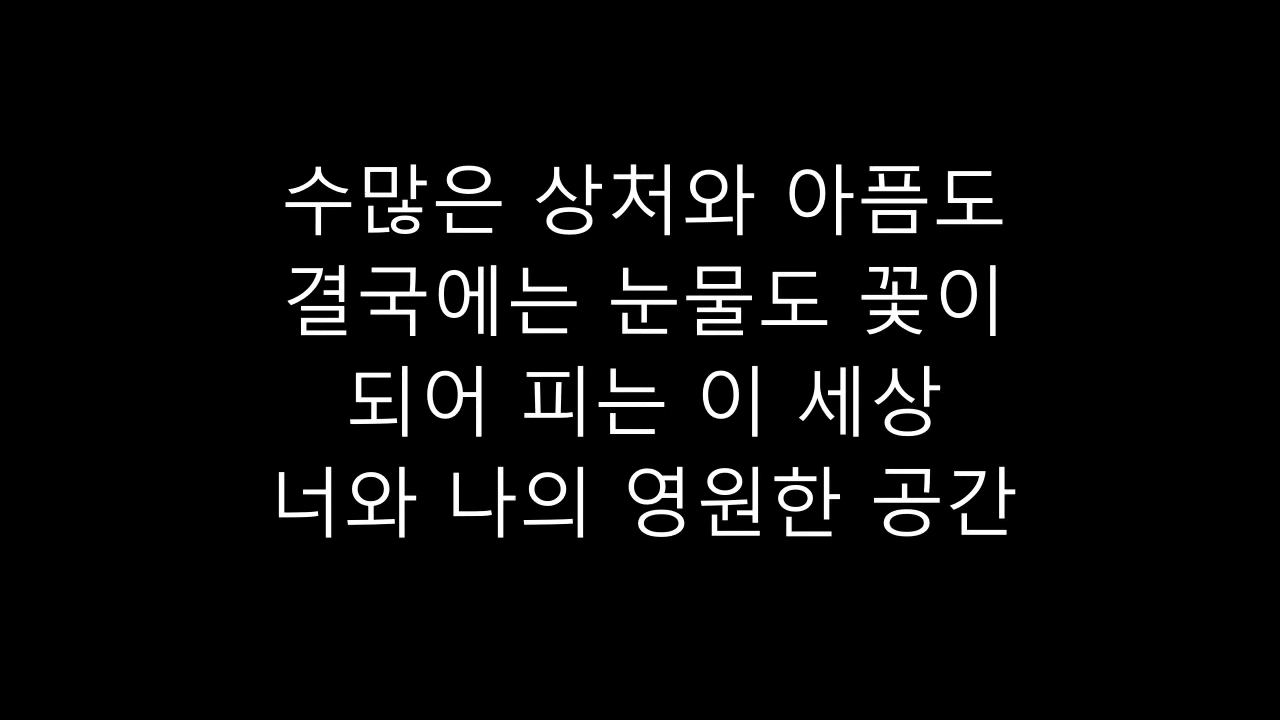 수많은 상처와 아픔도
결국에는 눈물도 꽃이
되어 피는 이 세상
너와 나의 영원한 공간